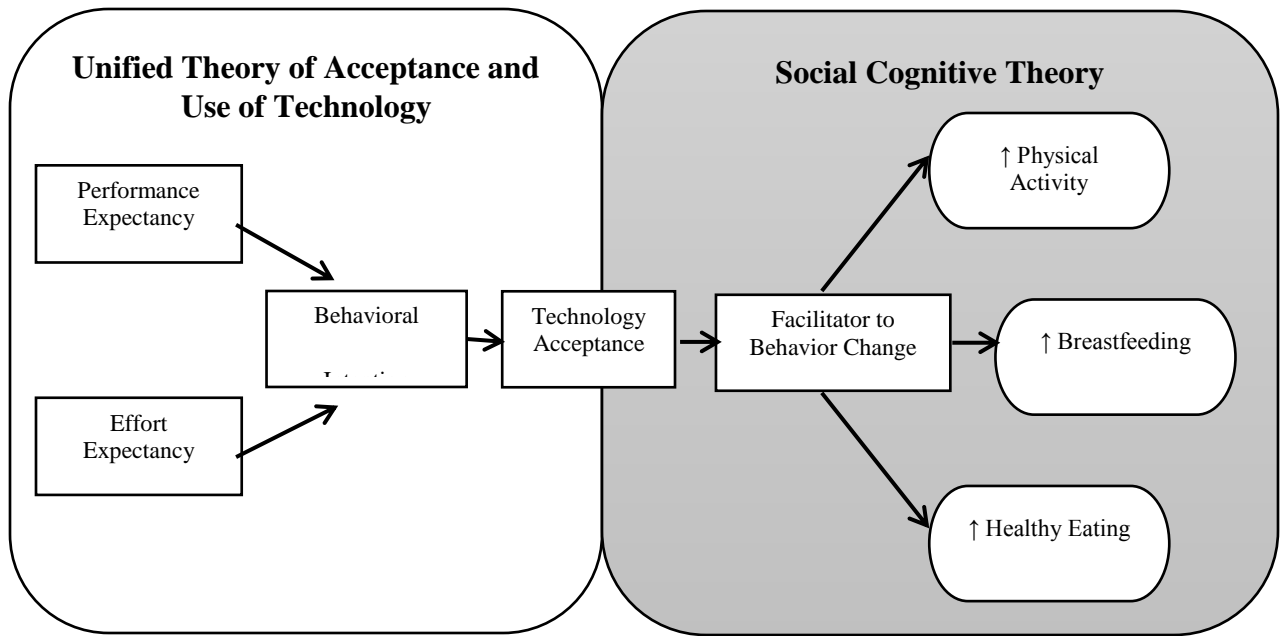 Unified Theory of Acceptance and
Use of Technology
Performance
Expectancy
Effort
Expectancy
Behavioral
Technology
Acceptance
Social Cognitive Theory
Facilitator to
Behavior Change
↑ Physical
Activity
↑ Breastfeeding
↑ Healthy Eating